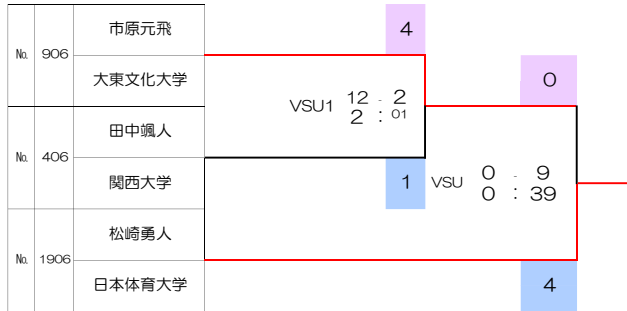 市原元飛
№ 906
大東文化大学
4
VSU1 12 - 2
2 : 01
0
田中颯人
№ 406
関西大学
1
VSU 0 - 9
0 : 39
松崎勇人
№ 1906
日本体育大学
4